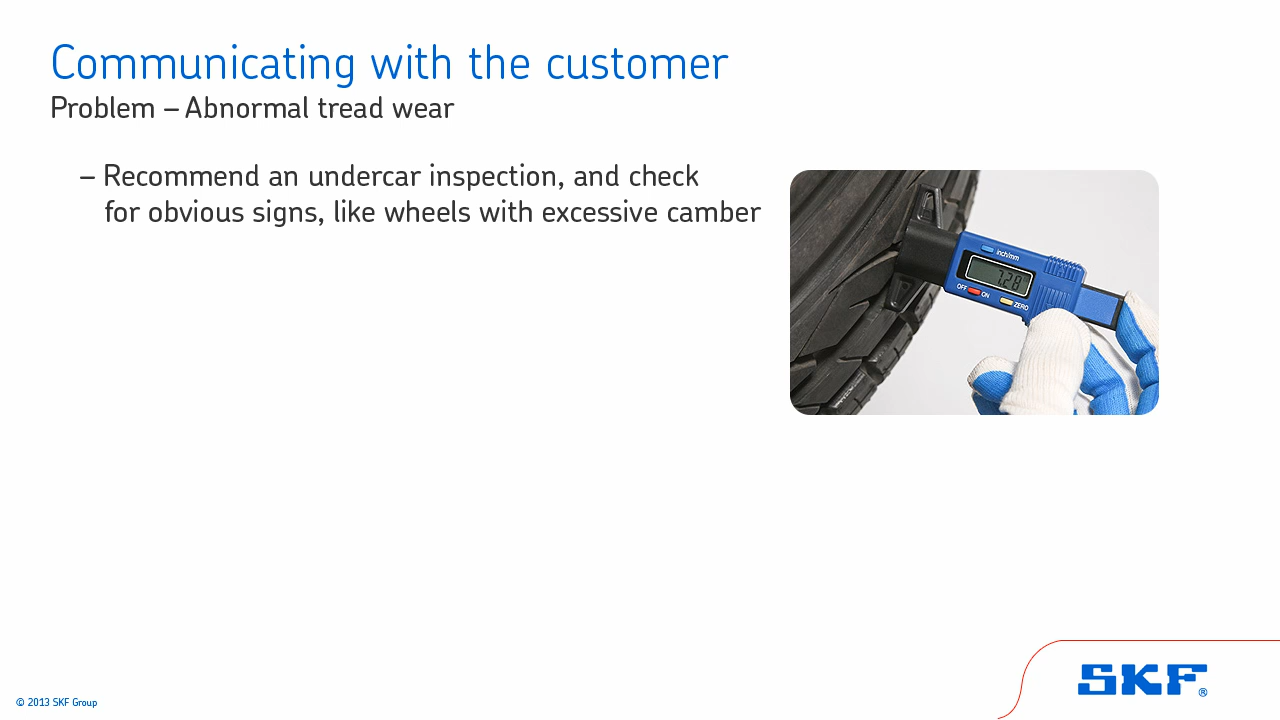 Communicating with the customer
Problem – Abnormal tread wear
– Recommend an undercar inspection, and check
for obvious signs, like wheels with excessive camber
inch/mm
7.28
OFF ON ZERO
SKF®
© 2013 SKF Group